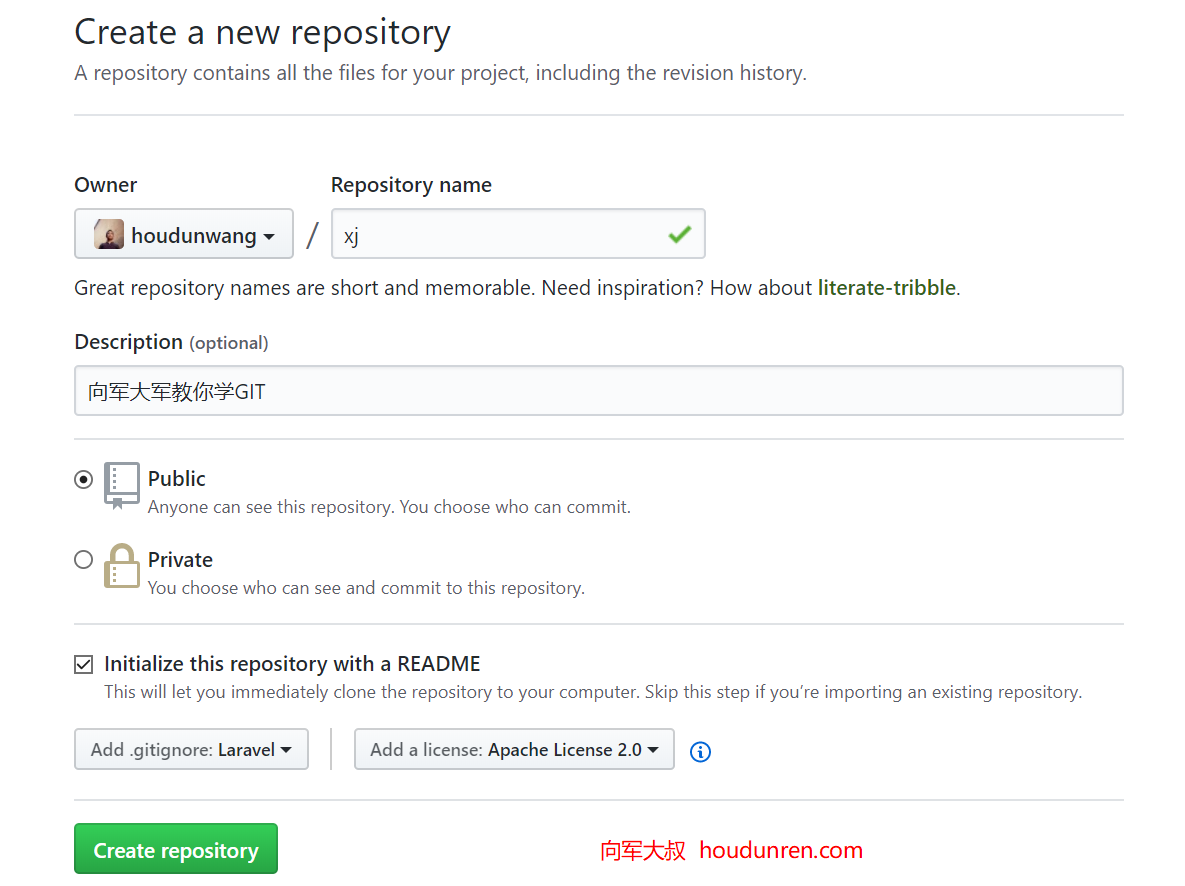 Create a new repository
A repository contains all the files for your project, including the revision history.
Owner Repository name
houdunwang / xj
Great repository names are short and memorable. Need inspiration? How about literate-tribble.
Description (optional)
向军大军教你学GIT
Public
Anyone can see this repository. You choose who can commit.
Private
You choose who can see and commit to this repository.
Initialize this repository with a README
This will let you immediately clone the repository to your computer. Skip this step if you’re importing an existing repository.
Add .gitignore: Laravel Add a license: Apache License 2.0
Create repository 向军大叔 houdunren.com